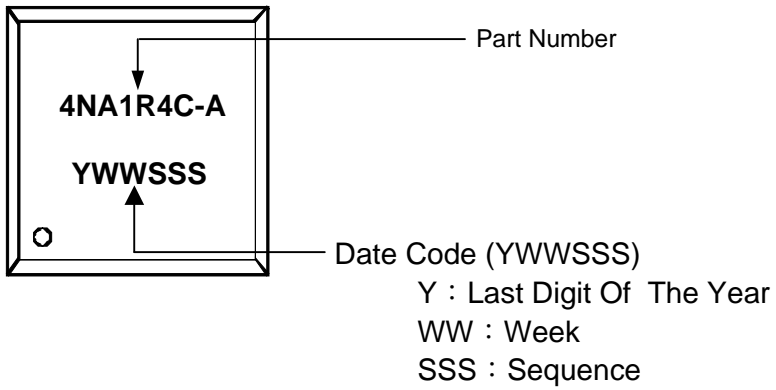 Part Number
4NA1R4C-A
YWWSSS
Date Code (YWWSSS)
Y：Last Digit Of The Year
WW：Week
SSS：Sequence